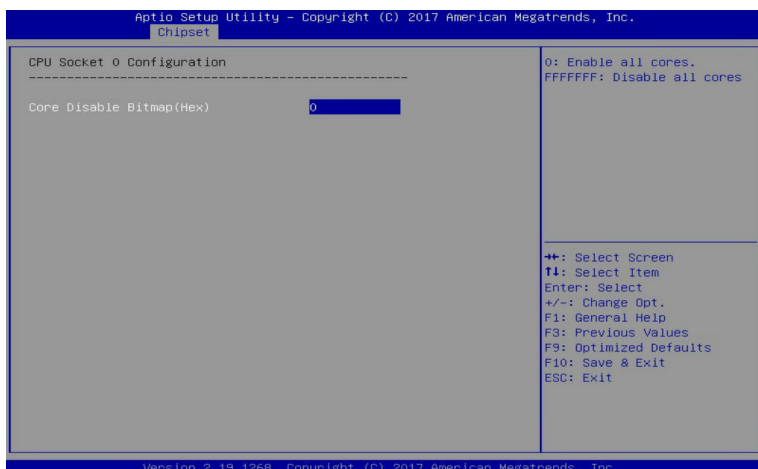 Aptio Setup Utility – Copyright (C) 2017 American Megatrends, Inc.
Chipset
CPU Socket 0 Configuration
--------------------------------------------------
Core Disable Bitmap(Hex) 0
0: Enable all cores.
FFFFFFF: Disable all cores
→←: Select Screen
↑↓: Select Item
Enter: Select
+/-: Change Opt.
F1: General Help
F3: Previous Values
F9: Optimized Defaults
F10: Save & Exit
ESC: Exit
Version 2.19.1268. Copyright (C) 2017 American Megatrends, Inc.